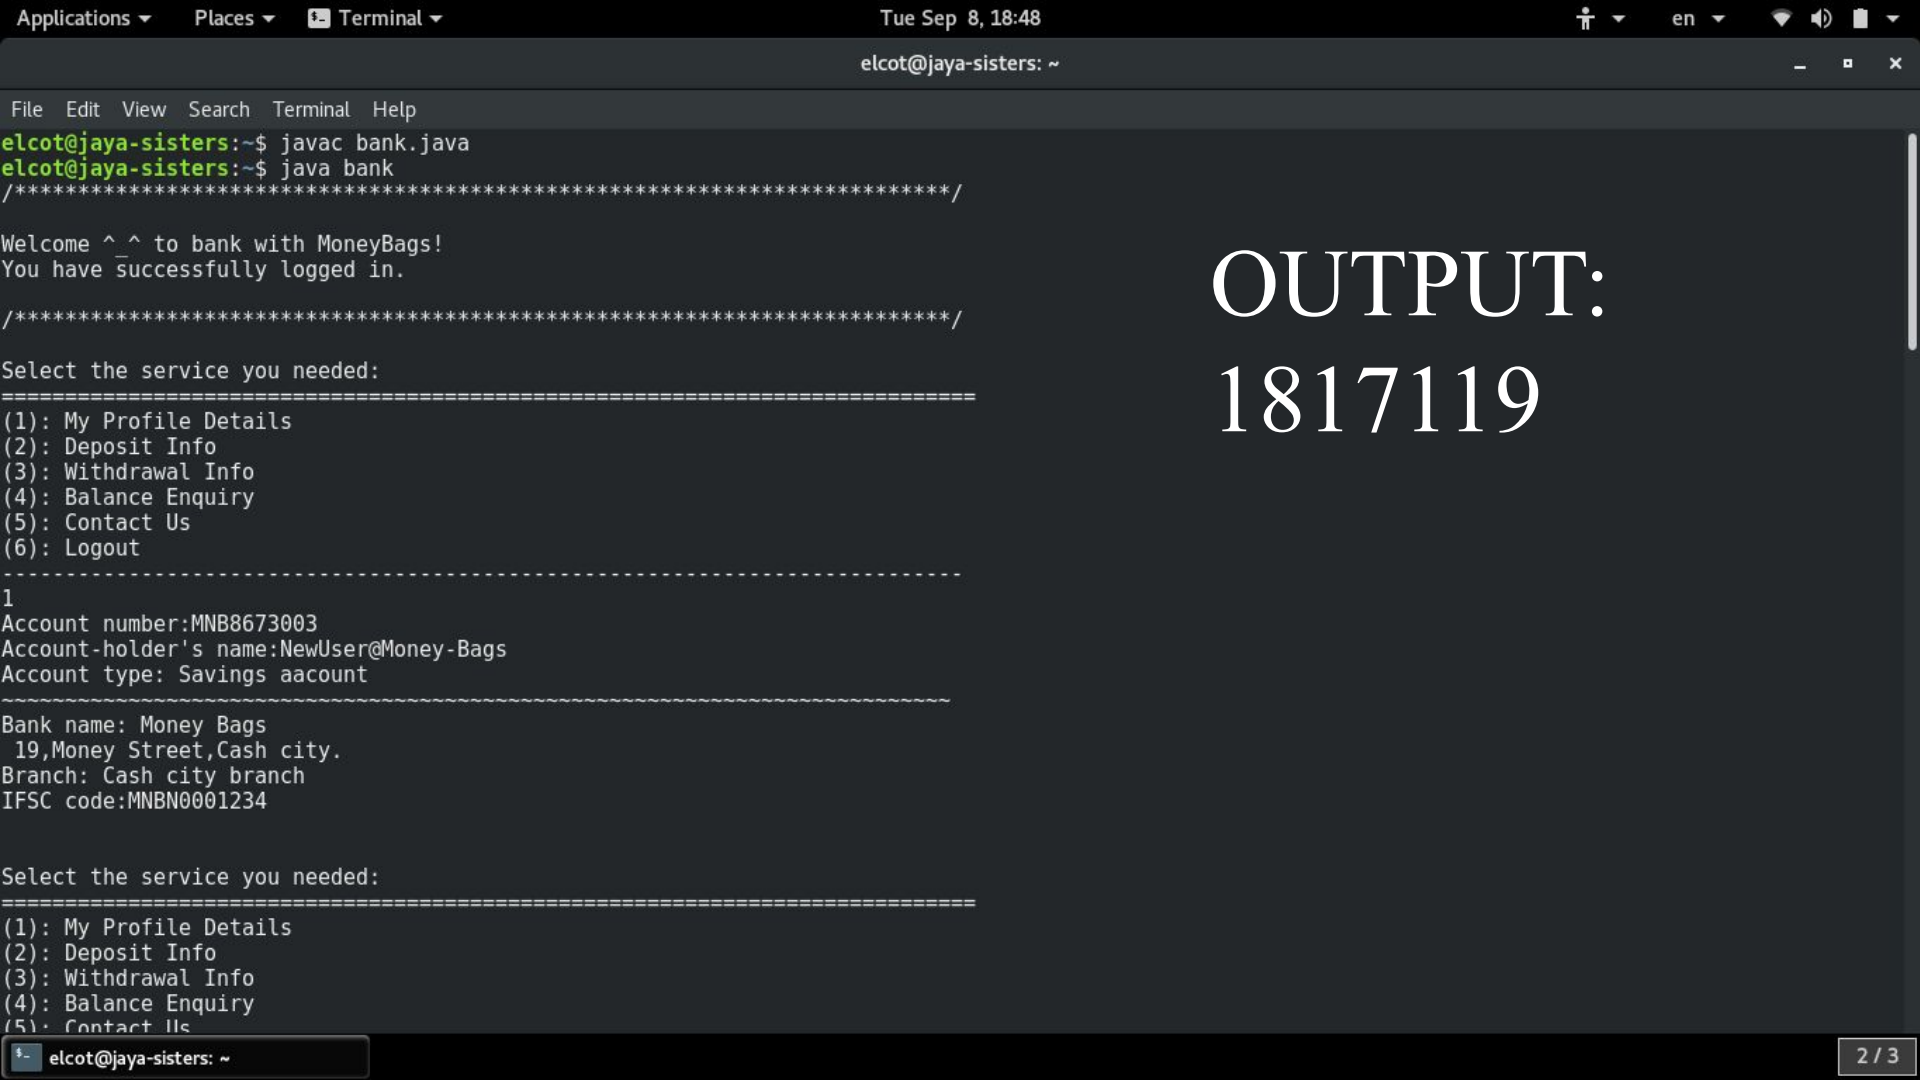 Applications Places Terminal Tue Sep 8, 18:48 en
elcot@jaya-sisters: ~
File Edit View Search Terminal Help
elcot@jaya-sisters:~$ javac bank.java
elcot@jaya-sisters:~$ java bank
/**************************************************************************/
Welcome ^_^ to bank with MoneyBags!
You have successfully logged in.
/**************************************************************************/
Select the service you needed:
=============================================================================
(1): My Profile Details
(2): Deposit Info
(3): Withdrawal Info
(4): Balance Enquiry
(5): Contact Us
(6): Logout
----------------------------------------------------------------------------
1
Account number:MNB8673003
Account-holder's name:NewUser@Money-Bags
Account type: Savings aacount
~~~~~~~~~~~~~~~~~~~~~~~~~~~~~~~~~~~~~~~~~~~~~~~~~~~~~~~~~~~~~~~~~~~~~~~~~~~
Bank name: Money Bags
 19,Money Street,Cash city.
Branch: Cash city branch
IFSC code:MNBN0001234
Select the service you needed:
=============================================================================
(1): My Profile Details
(2): Deposit Info
(3): Withdrawal Info
(4): Balance Enquiry
(5): Contact Us
OUTPUT:
1817119
elcot@jaya-sisters: ~
2 / 3